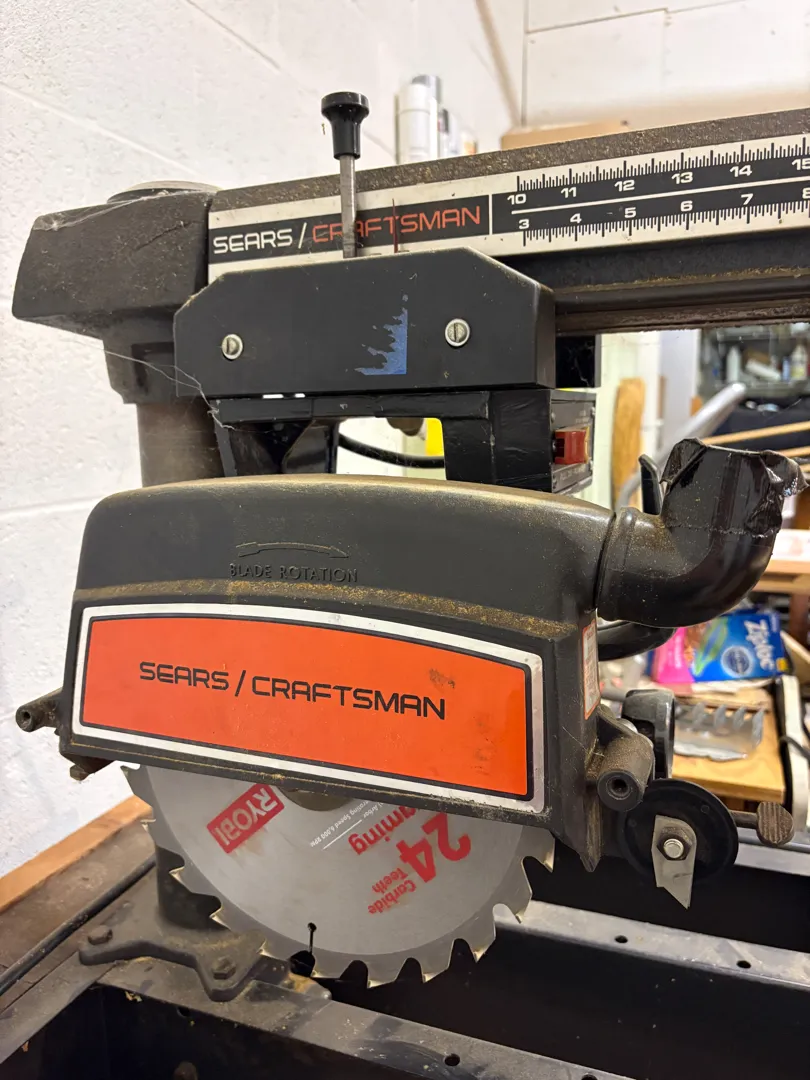 SEARS / CRAFTSMAN
10 11 12 13 14 15
3 4 5 6 7 8
BLADE ROTATION
SEARS / CRAFTSMAN
RYOBI
24
Carbide
Teeth
Ziploc